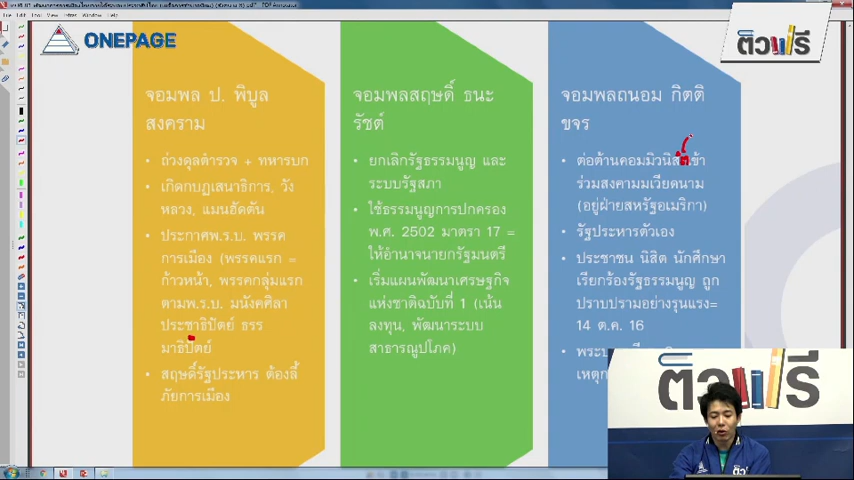 ONEPAGE
ติวฟรี
จอมพล ป. พิบูล
สงคราม
• ถ่วงดุลตำรวจ + ทหารบก
• เกิดกบฏเสนาธิการ, วัง
หลวง, แมนฮัตตัน
• ประกาศพ.ร.บ. พรรค
การเมือง (พรรคแรก =
ก้าวหน้า, พรรคกลุ่มแรก
ตามพ.ร.บ. มนังคศิลา
ประชาธิปัตย์ ธรร
มาธิปัตย์
• สฤษดิ์รัฐประหาร ต้องลี้
ภัยการเมือง
จอมพลสฤษดิ์ ธนะ
รัชต์
• ยกเลิกรัฐธรรมนูญ และ
ระบบรัฐสภา
• ใช้ธรรมนูญการปกครอง
พ.ศ. 2502 มาตรา 17 =
ให้อำนาจนายกรัฐมนตรี
• เริ่มแผนพัฒนาเศรษฐกิจ
แห่งชาติฉบับที่ 1 (เน้น
ลงทุน, พัฒนาระบบ
สาธารณูปโภค)
จอมพลถนอม กิตติ
ขจร
• ต่อต้านคอมมิวนิสต์เข้า
ร่วมสงครามเวียดนาม
(อยู่ฝ่ายสหรัฐอเมริกา)
• รัฐประหารตัวเอง
• ประชาชน นิสิต นักศึกษา
เรียกร้องรัฐธรรมนูญ ถูก
ปราบปรามอย่างรุนแรง=
14 ต.ค. 16
ติวฟรี